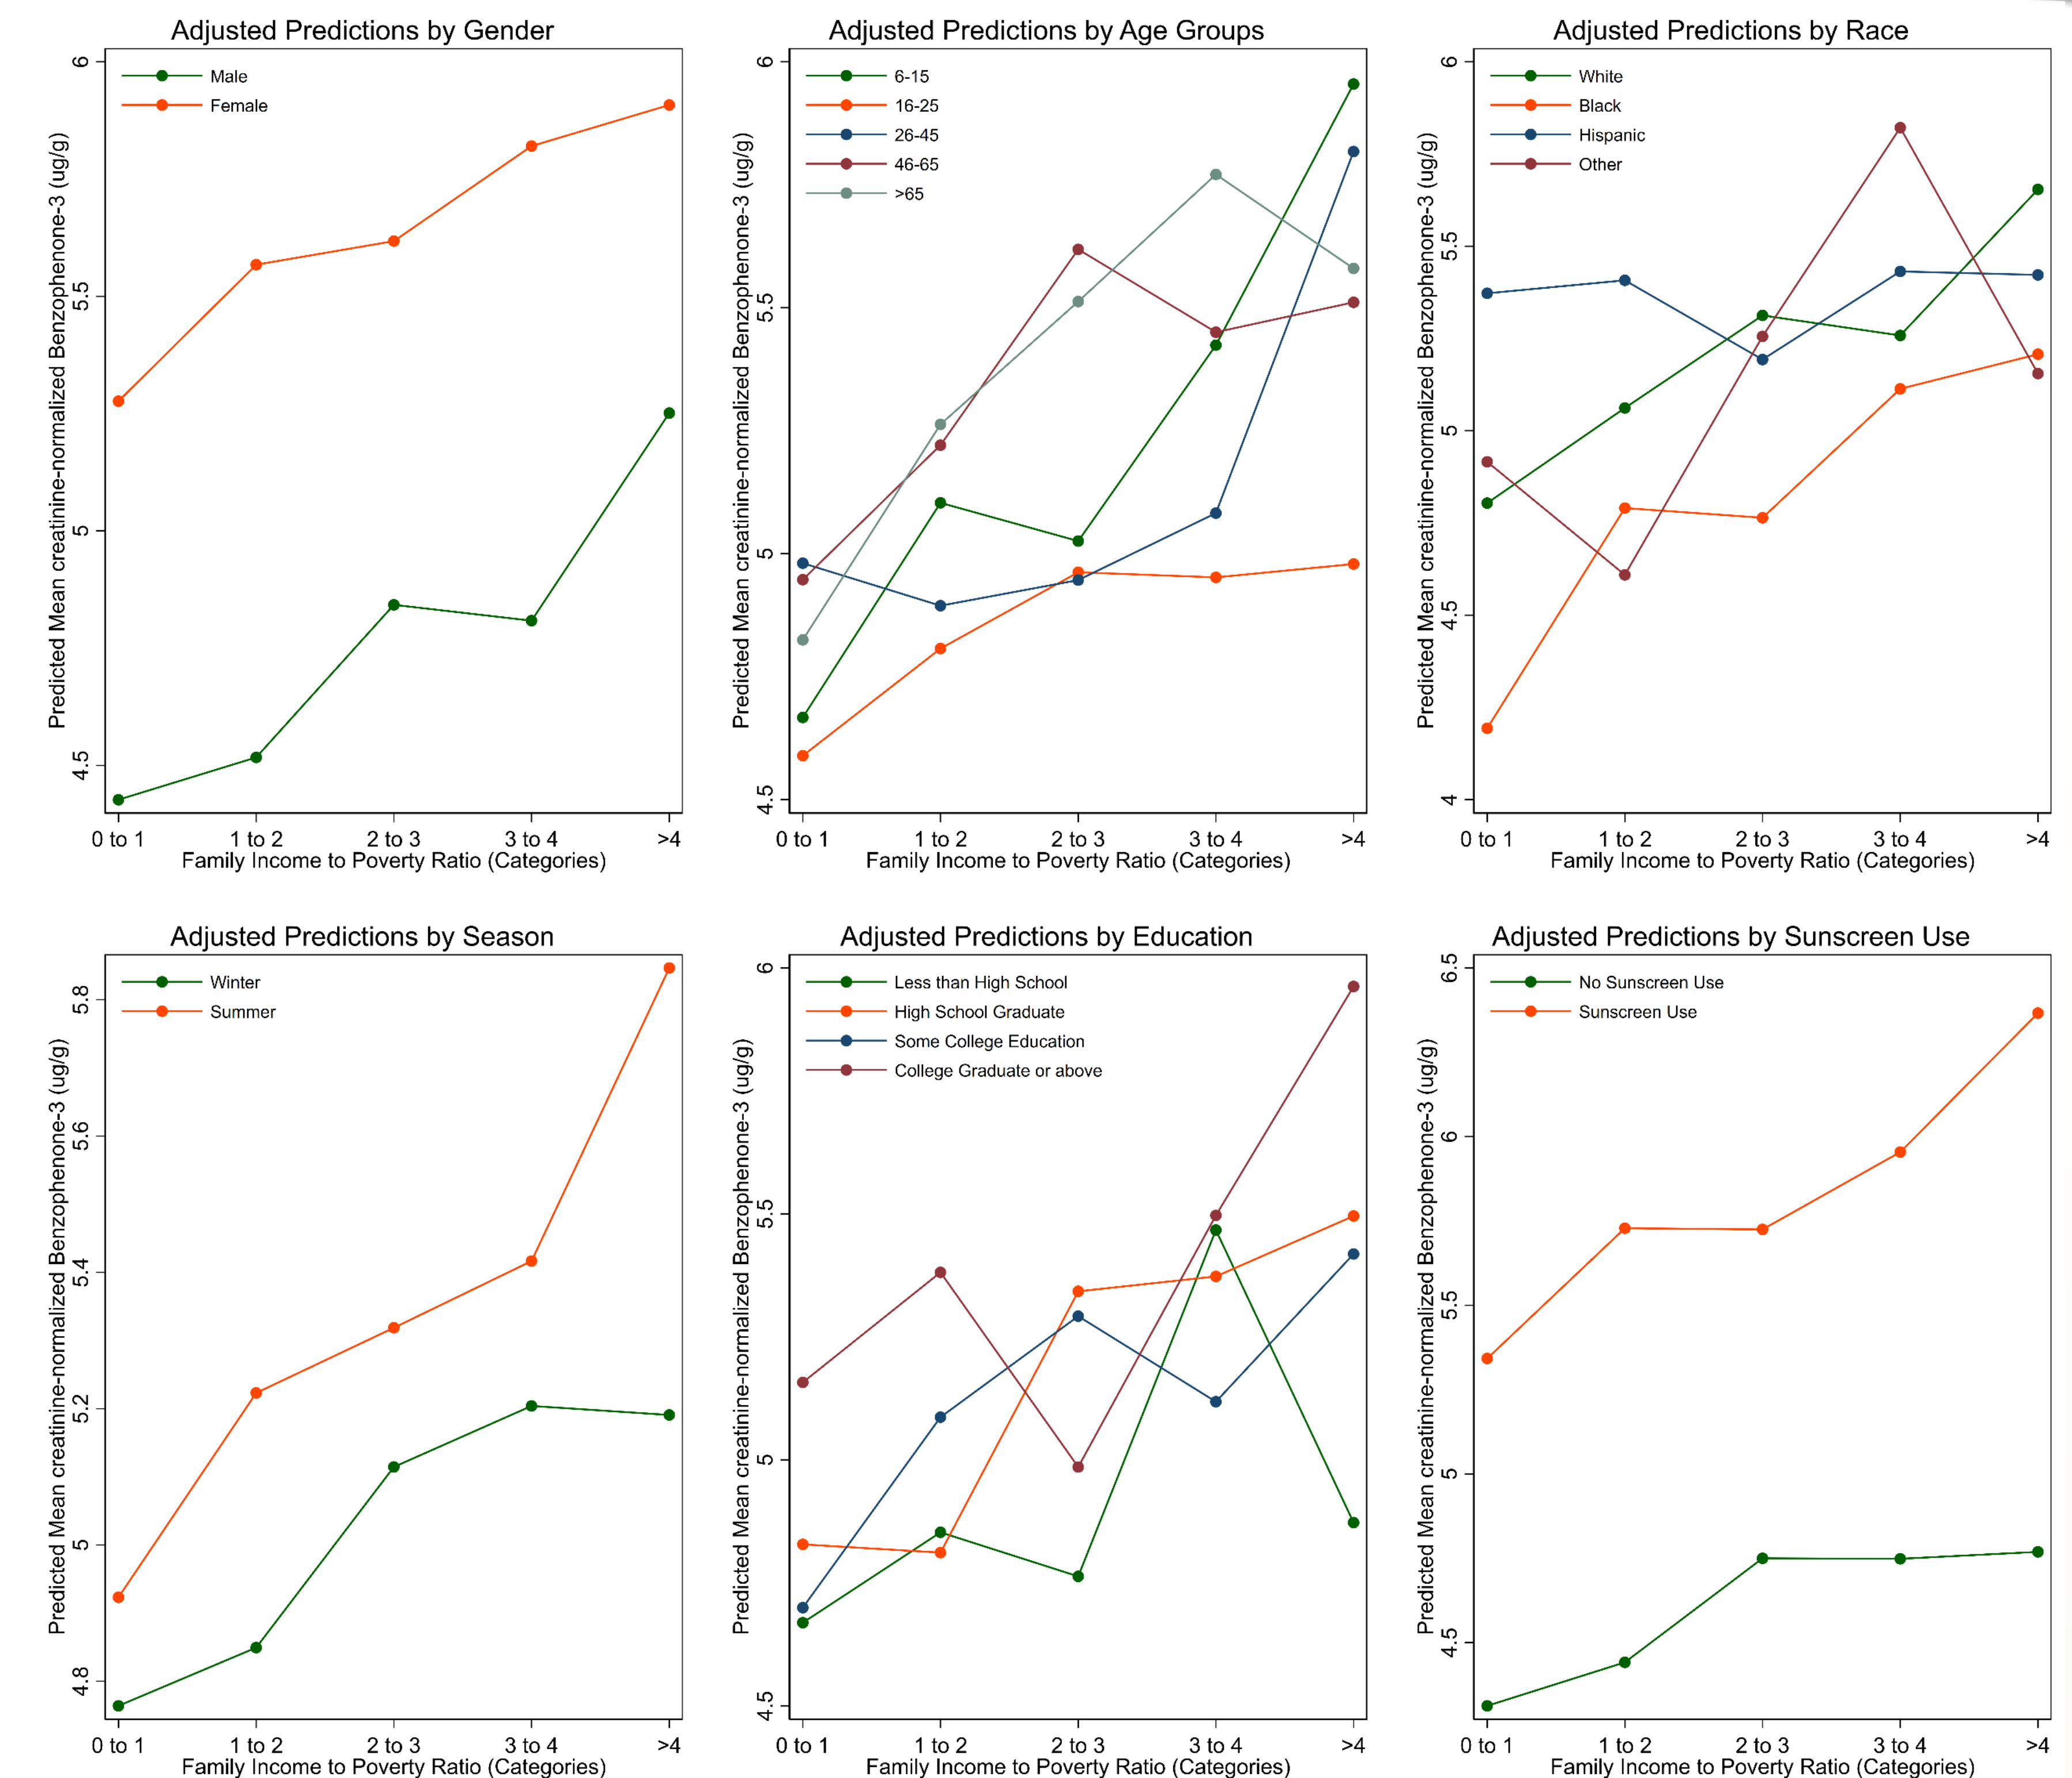 Adjusted Predictions by Gender
Predicted Mean creatinine-normalized Benzophenone-3 (ug/g)
6
5.5
5
4.5
Male
Female
0 to 1 1 to 2 2 to 3 3 to 4 >4
Family Income to Poverty Ratio (Categories)
Adjusted Predictions by Age Groups
Predicted Mean creatinine-normalized Benzophenone-3 (ug/g)
6
5.5
5
4.5
6-15
16-25
26-45
46-65
>65
0 to 1 1 to 2 2 to 3 3 to 4 >4
Family Income to Poverty Ratio (Categories)
Adjusted Predictions by Race
Predicted Mean creatinine-normalized Benzophenone-3 (ug/g)
6
5.5
5
4.5
4
White
Black
Hispanic
Other
0 to 1 1 to 2 2 to 3 3 to 4 >4
Family Income to Poverty Ratio (Categories)
Adjusted Predictions by Season
Predicted Mean creatinine-normalized Benzophenone-3 (ug/g)
5.8
5.6
5.4
5.2
5
4.8
Winter
Summer
0 to 1 1 to 2 2 to 3 3 to 4 >4
Family Income to Poverty Ratio (Categories)
Adjusted Predictions by Education
Predicted Mean creatinine-normalized Benzophenone-3 (ug/g)
6
5.5
5
4.5
Less than High School
High School Graduate
Some College Education
College Graduate or above
0 to 1 1 to 2 2 to 3 3 to 4 >4
Family Income to Poverty Ratio (Categories)
Adjusted Predictions by Sunscreen Use
Predicted Mean creatinine-normalized Benzophenone-3 (ug/g)
6.5
6
5.5
5
4.5
No Sunscreen Use
Sunscreen Use
0 to 1 1 to 2 2 to 3 3 to 4 >4
Family Income to Poverty Ratio (Categories)